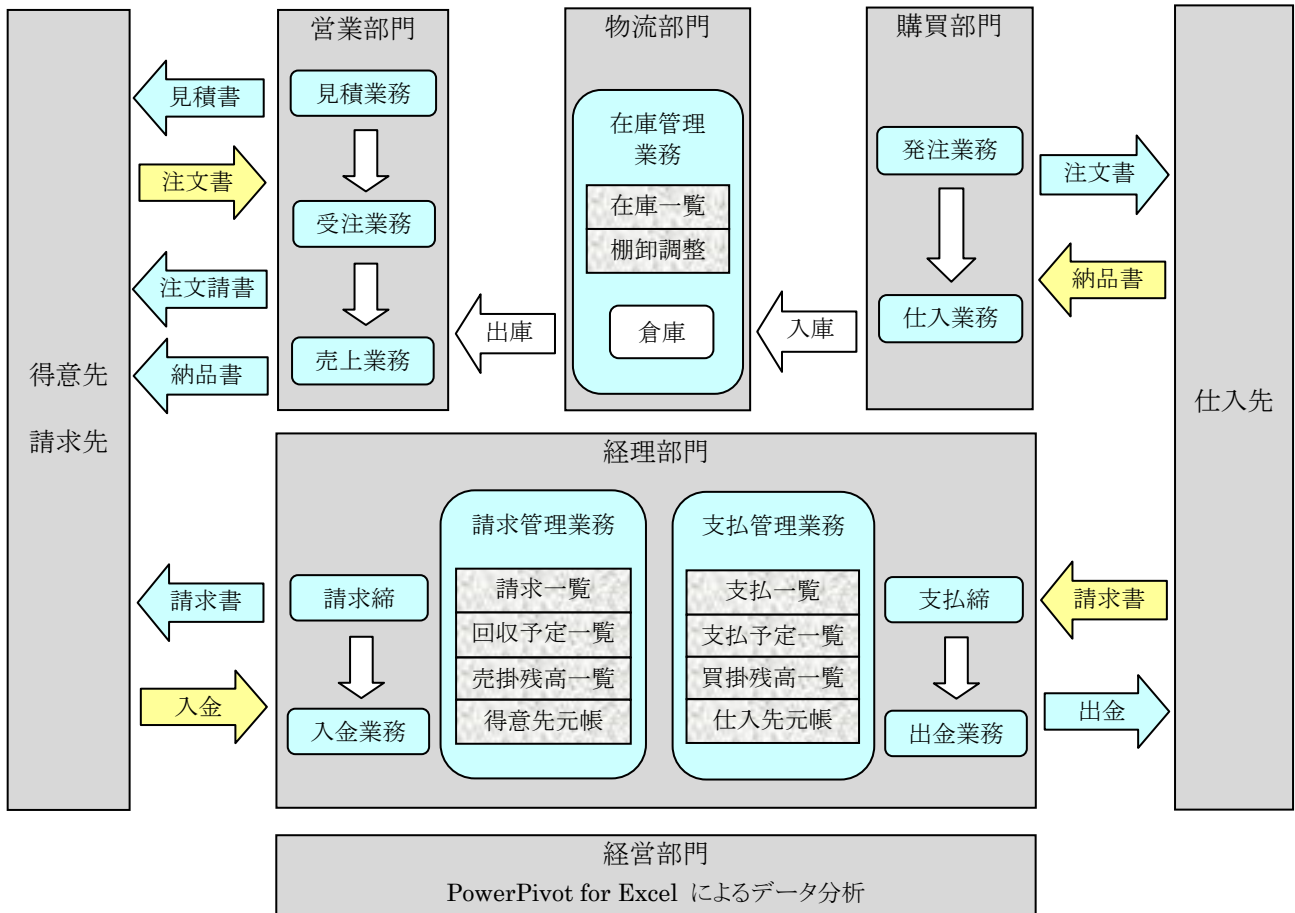 営業部門
物流部門
購買部門
見積書
見積業務
在庫管理
業務
発注業務
注文書
注文書
在庫一覧
受注業務
棚卸調整
注文請書
納品書
出庫
倉庫
入庫
仕入業務
納品書
売上業務
得意先
請求先
仕入先
経理部門
請求管理業務
支払管理業務
請求書
請求締
請求一覧
支払一覧
支払締
請求書
回収予定一覧
支払予定一覧
売掛残高一覧
買掛残高一覧
入金
入金業務
得意先元帳
仕入先元帳
出金業務
出金
経営部門
PowerPivot for Excel によるデータ分析